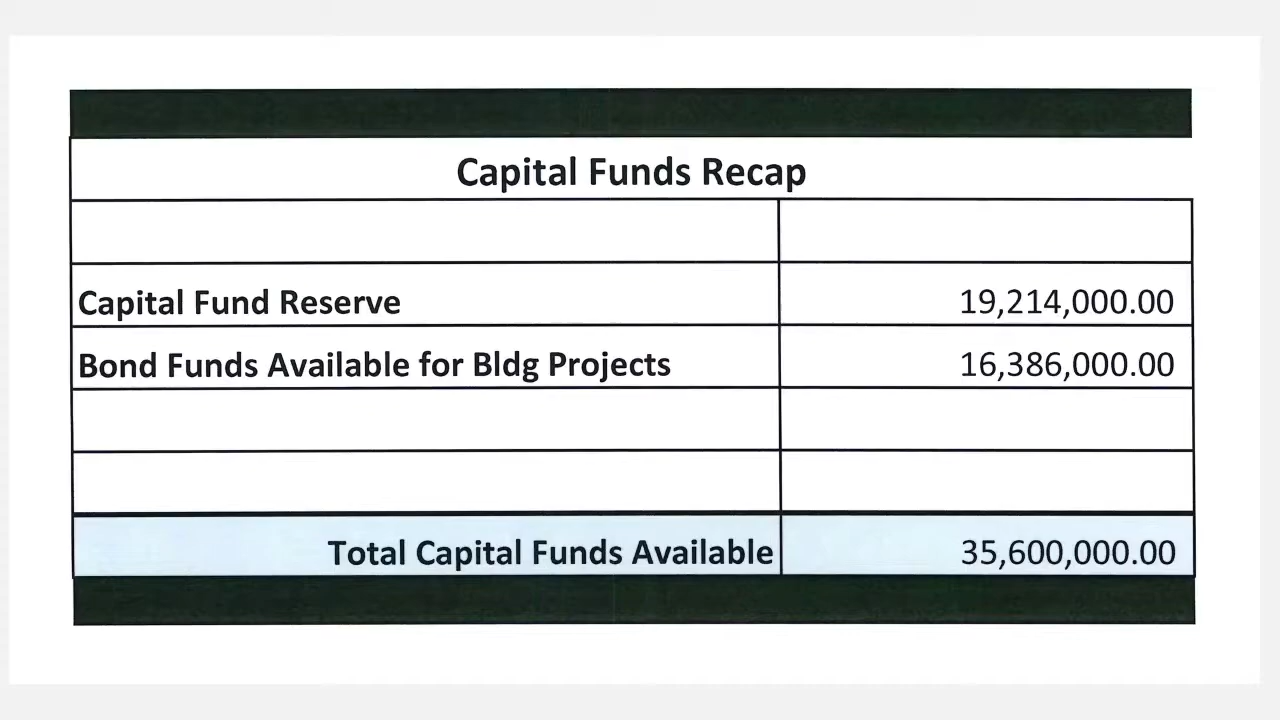 Capital Funds Recap
Capital Fund Reserve 19,214,000.00
Bond Funds Available for Bldg Projects 16,386,000.00
Total Capital Funds Available 35,600,000.00